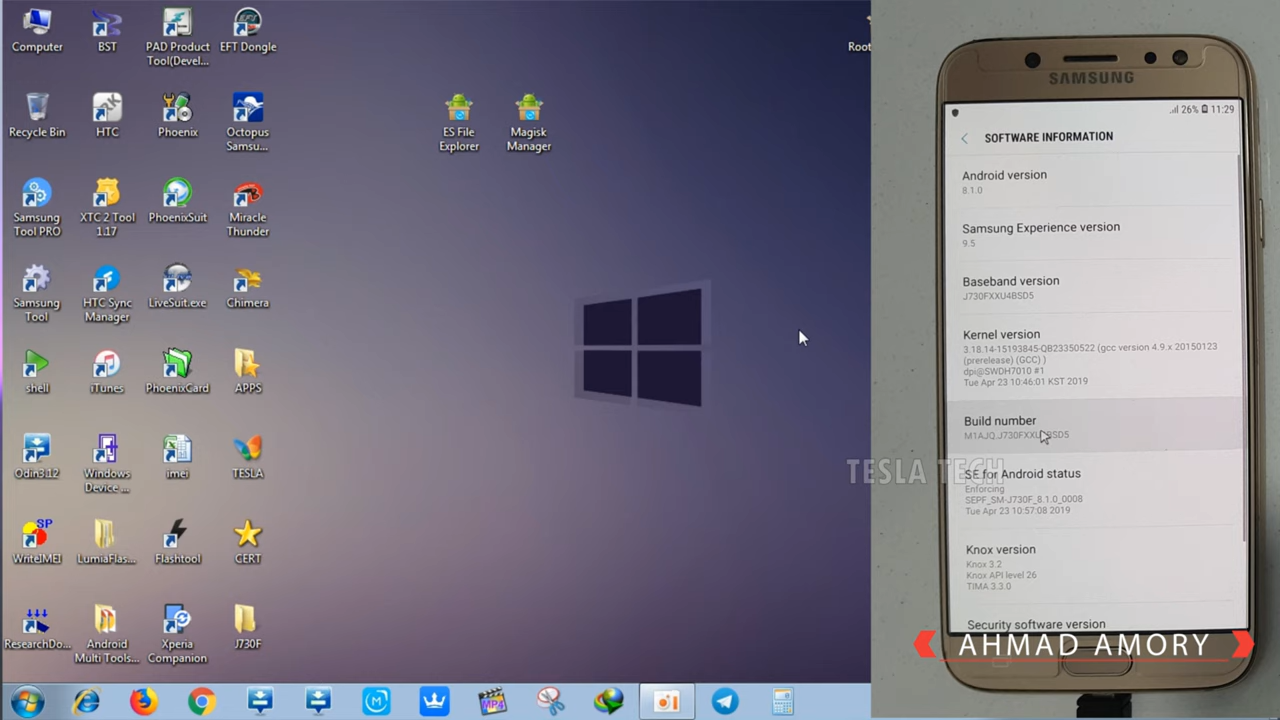 Computer
BST
PAD Product
Tool(Devel...
EFT Dongle
Root
Recycle Bin
HTC
Phoenix
Octopus
Samsu...
ES File
Explorer
Magisk
Manager
Samsung
Tool PRO
XTC 2 Tool
1.17
PhoenixSuit
Miracle
Thunder
Samsung
Tool
HTC Sync
Manager
LiveSuit.exe
Chimera
shell
iTunes
PhoenixCard
APPS
Odin3.12
Windows
Device ...
imei
TESLA
SP
WriteIMEI
LumiaFlas...
Flashtool
CERT
ResearchDo...
Android
Multi Tools...
Xperia
Companion
J730F
MP4
SAMSUNG
26% 11:29
SOFTWARE INFORMATION
Android version
8.1.0
Samsung Experience version
9.5
Baseband version
J730FXXU4BSD5
Kernel version
3.18.14-15193845-QB23350522 (gcc version 4.9.x 20150123
(prerelease) (GCC) )
dpi@SWDH7010 #1
Tue Apr 23 10:46:01 KST 2019
Build number
SE for Android status
Enforcing
SEPF_SM-J730F_8.1.0_0008
Tue Apr 23 10:57:08 2019
Knox version
Knox 3.2
Knox API level 26
TIMA 3.3.0
Security software version
TESLA TECH
AHMAD AMORY